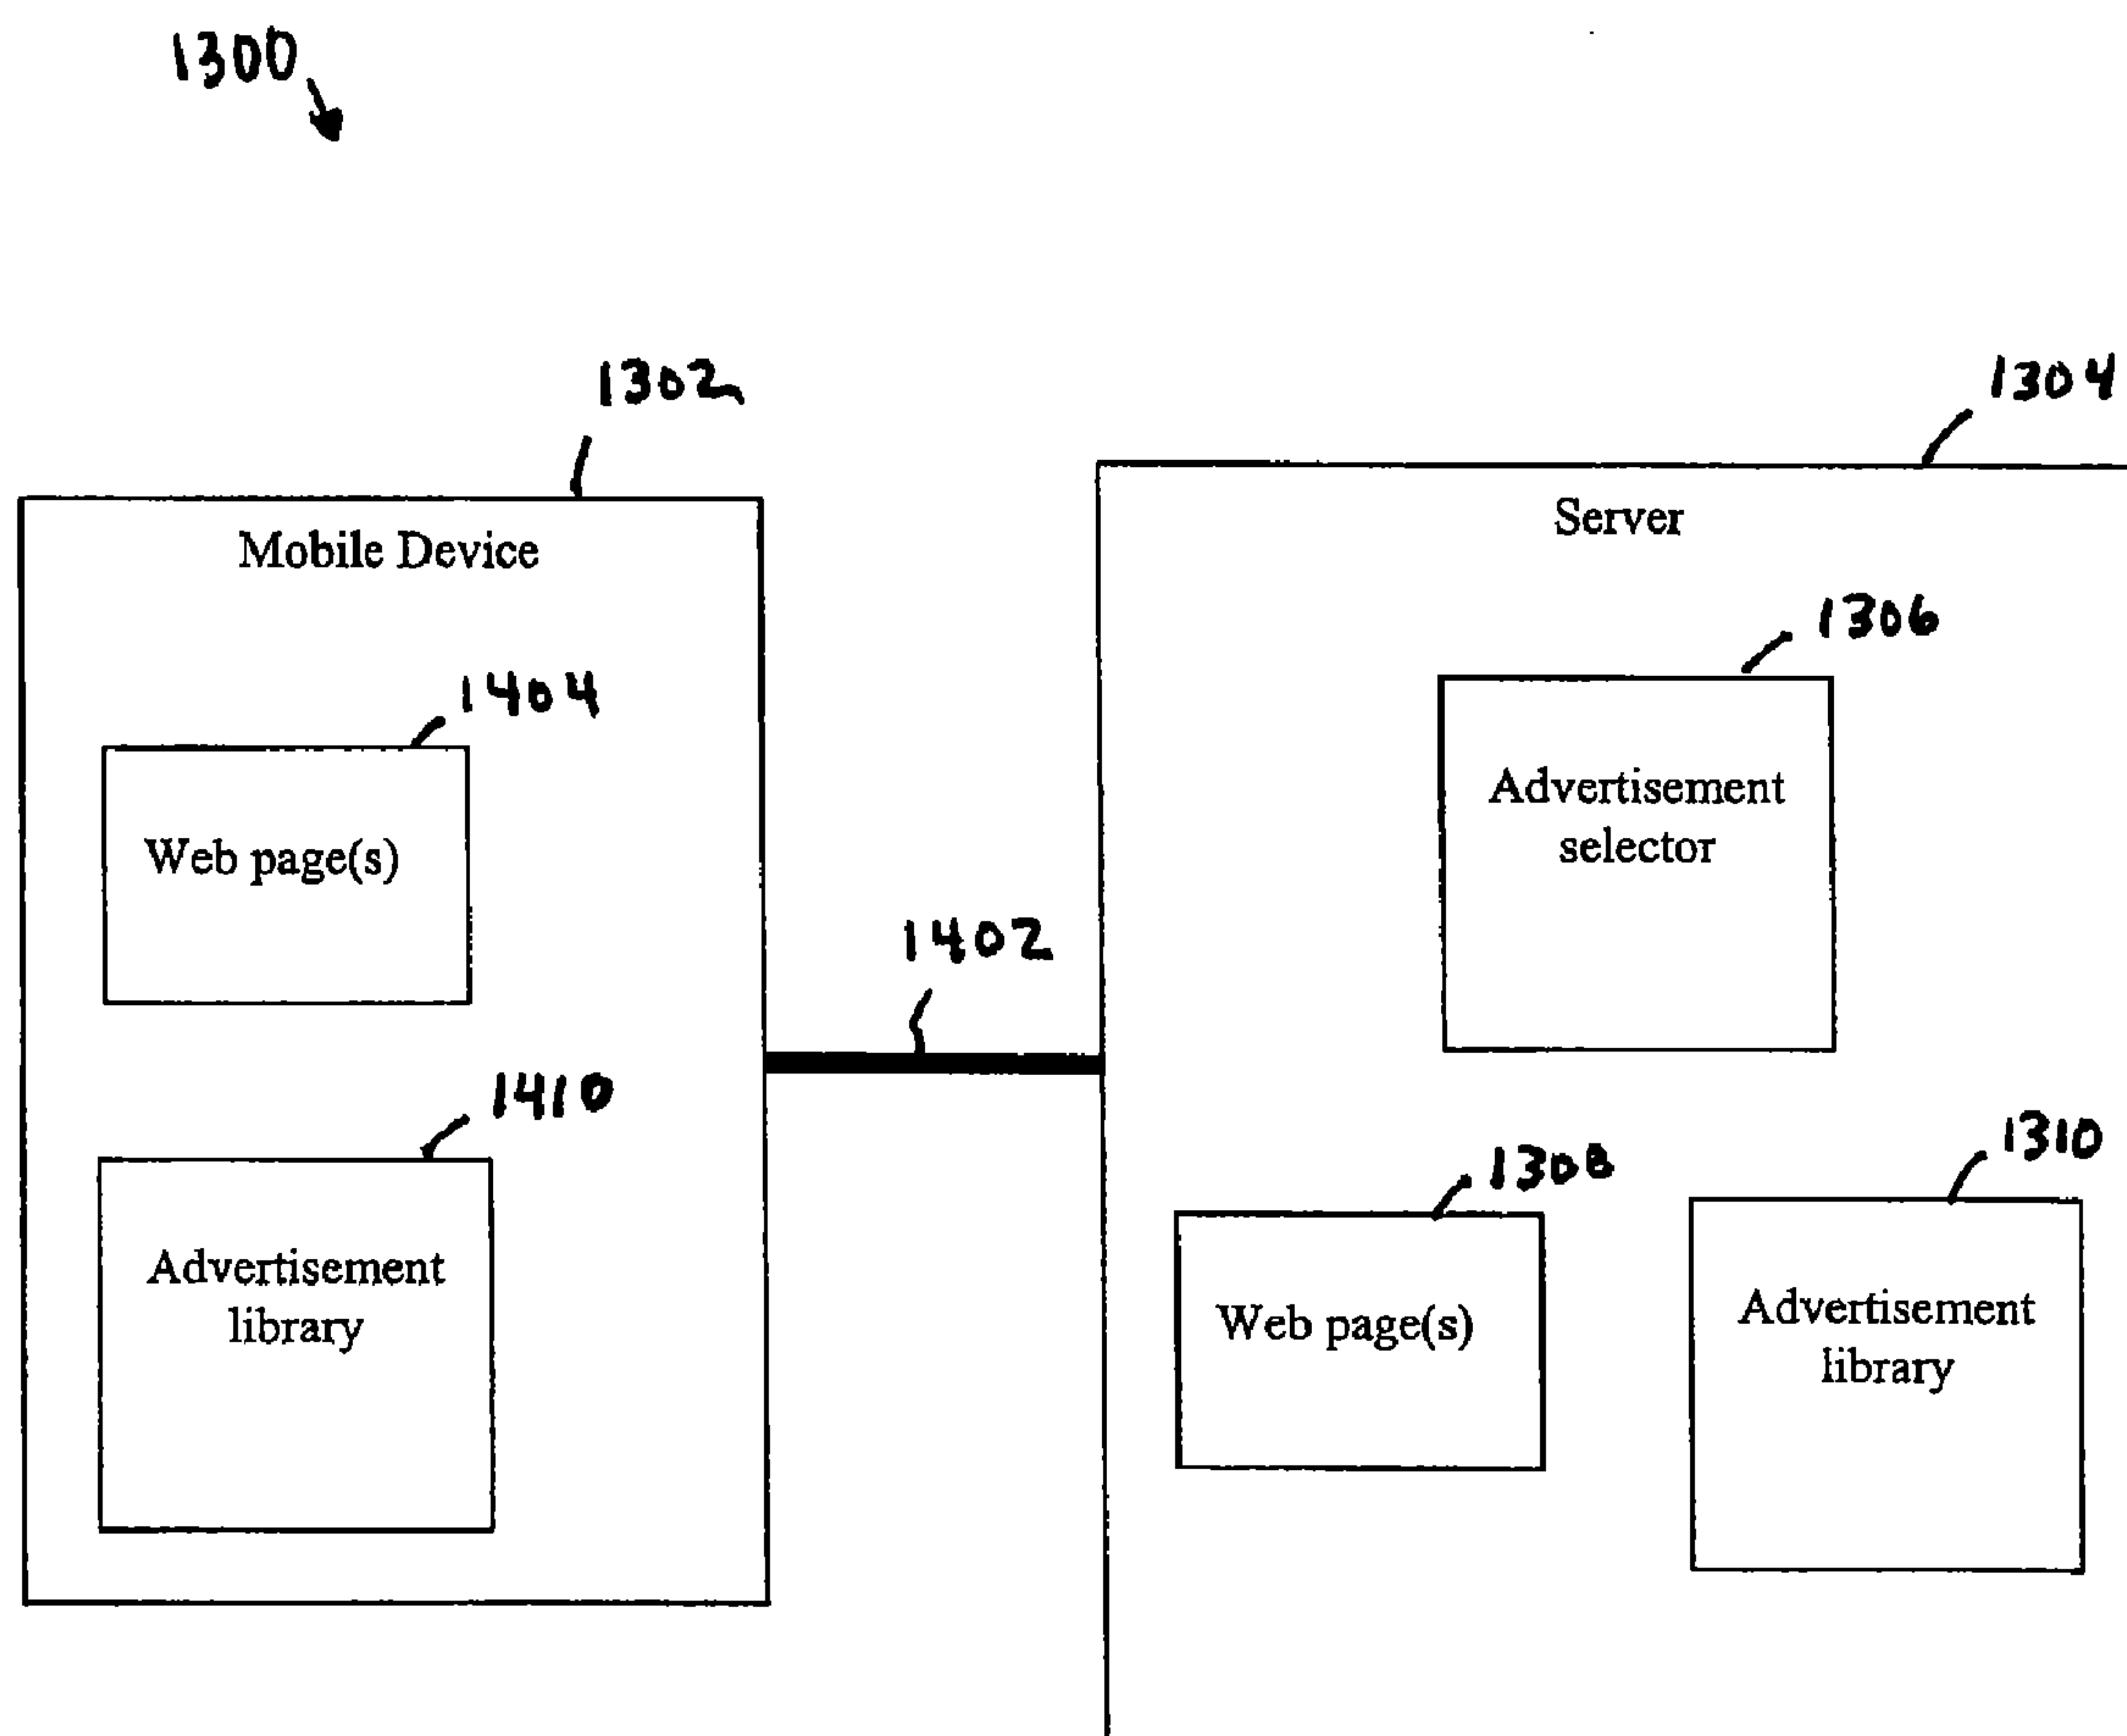 1300
1302
1304
Mobile Device
Server
1306
1404
Advertisement
selector
Web page(s)
1402
1410
1308
1310
Advertisement
library
Web page(s)
Advertisement
library